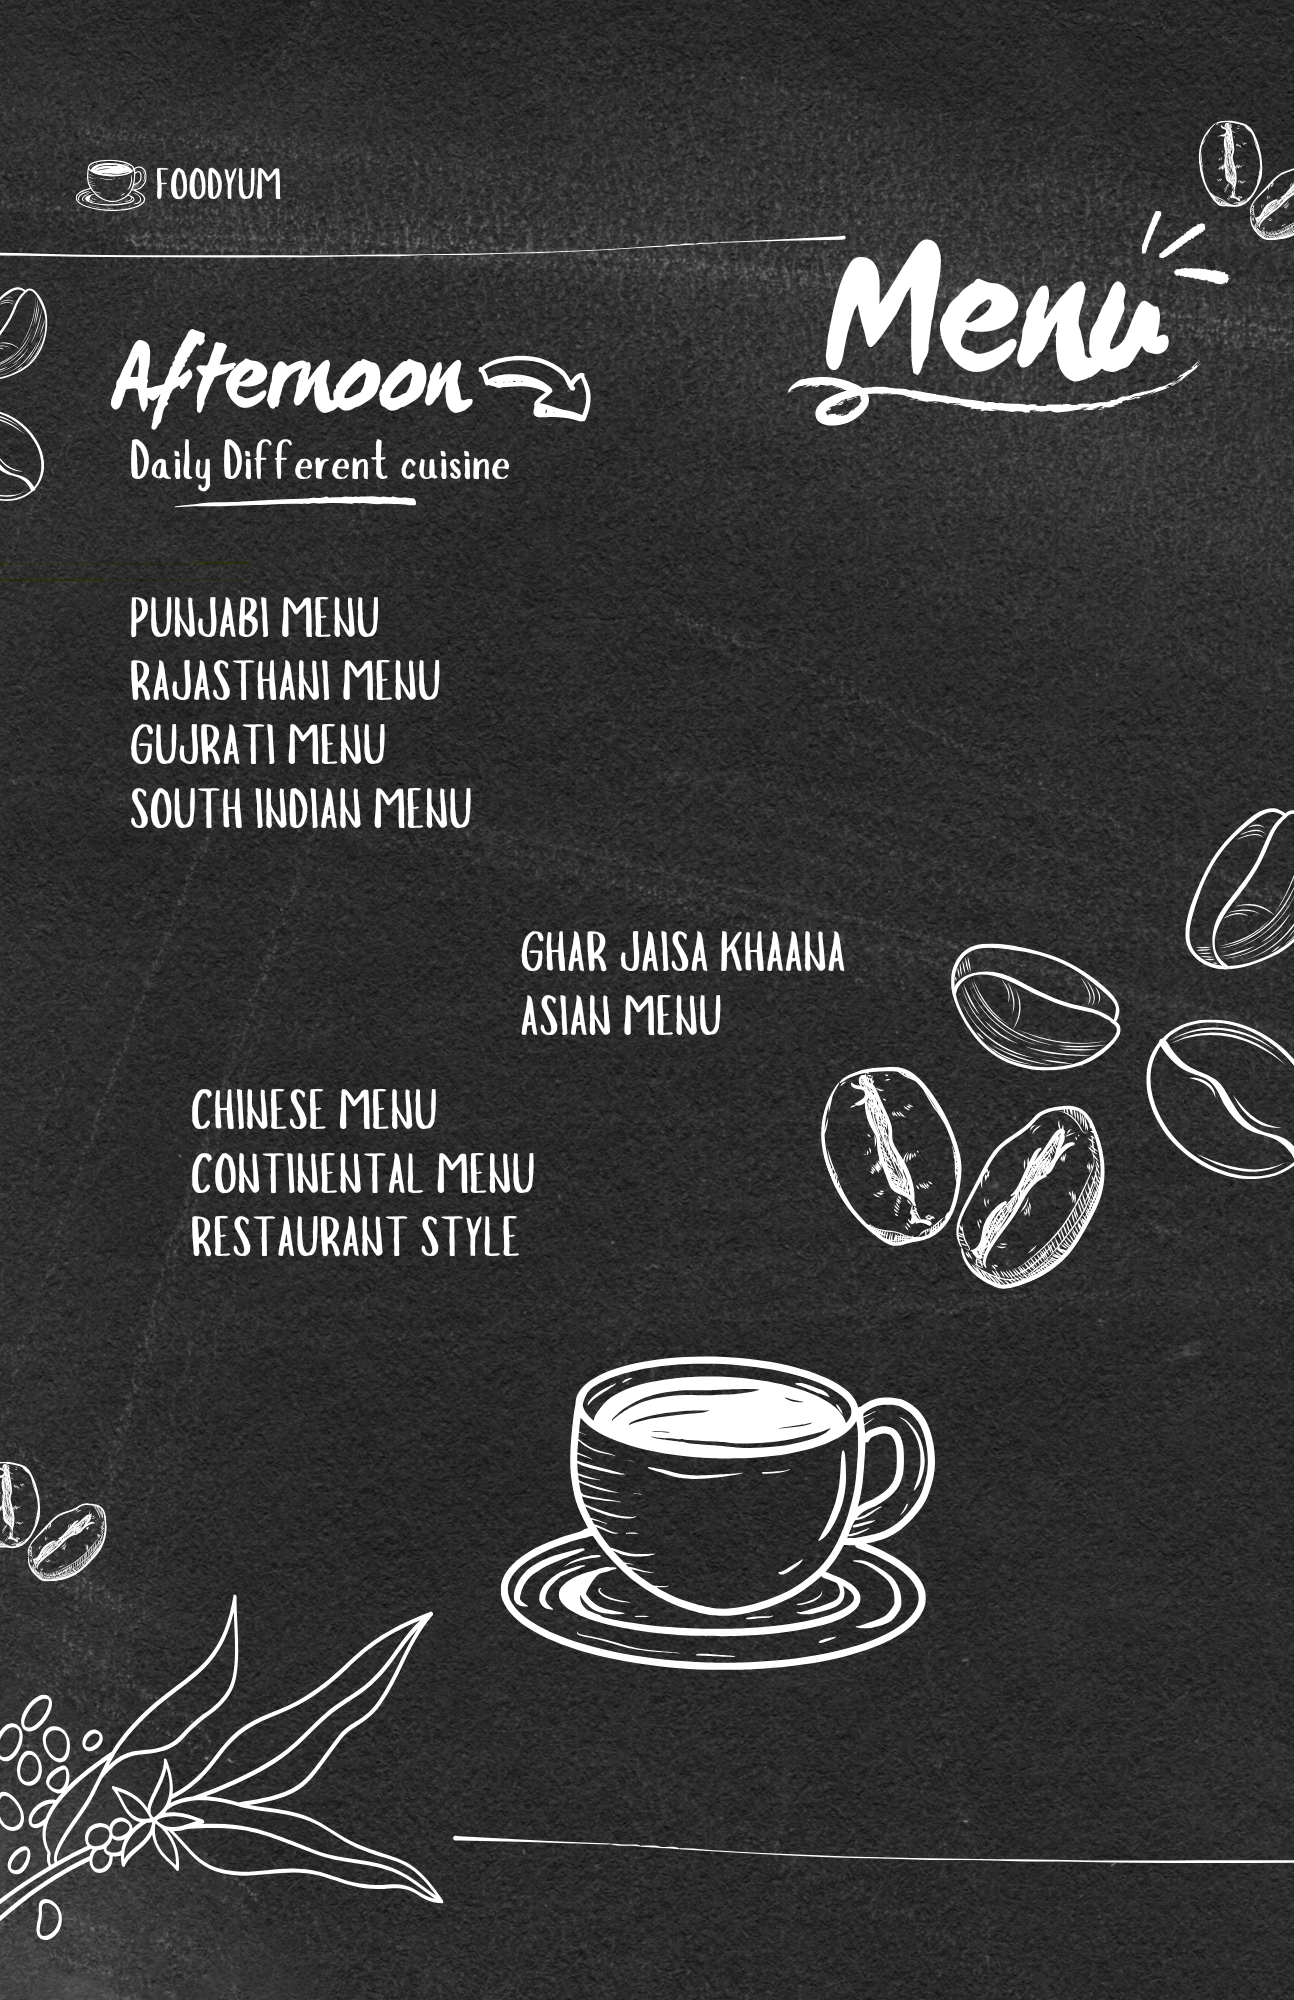 FOODYUM
Menu
Afternoon
Daily Different cuisine
PUNJABI MENU
RAJASTHANI MENU
GUJRATI MENU
SOUTH INDIAN MENU
GHAR JAISA KHAANA
ASIAN MENU
CHINESE MENU
CONTINENTAL MENU
RESTAURANT STYLE